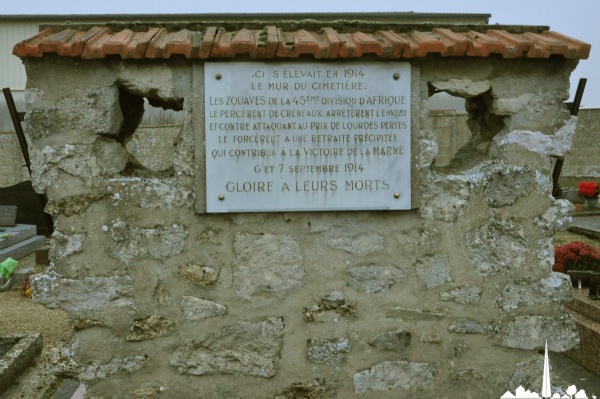 ICI S'ÉLEVAIT EN 1914
LE MUR DU CIMETIÈRE.
LES ZOUAVES DE LA 45ÈME DIVISION D'AFRIQUE
LE PERCÈRENT DE CRÉNEAUX, ARRÊTÈRENT L'ENNEMI
ET CONTRE ATTAQUANT AU PRIX DE LOURDES PERTES
LE FORCÈRENT A UNE RETRAITE PRÉCIPITÉE
QUI CONTRIBUA A LA VICTOIRE DE LA MARNE
6 ET 7 SEPTEMBRE 1914
GLOIRE A LEURS MORTS